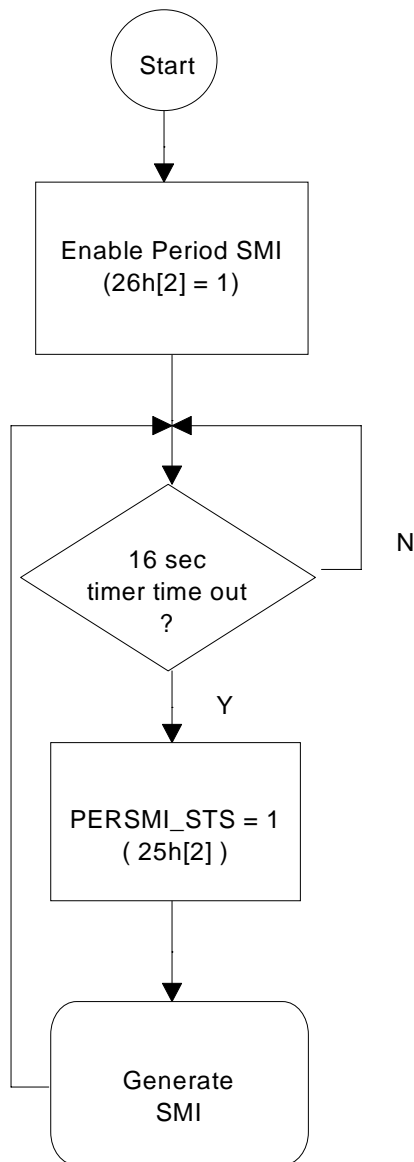 Start
Enable Period SMI
(26h[2] = 1)
16 sec
timer time out
?
N
Y
PERSMI_STS = 1
( 25h[2] )
Generate
SMI